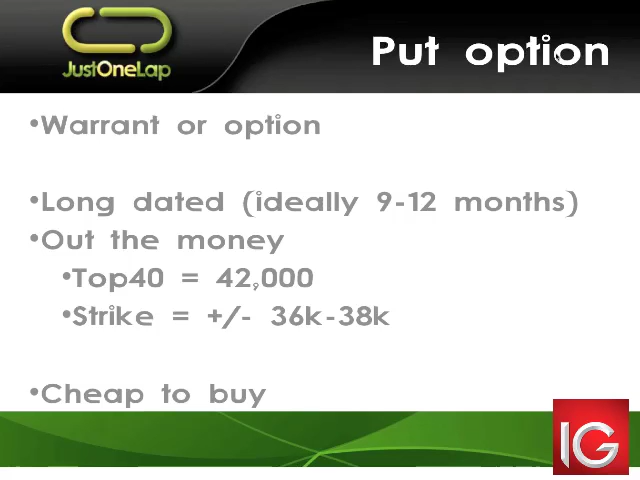 JustOneLap
Put option
•Warrant or option
•Long dated (ideally 9-12 months)
•Out the money
•Top40 = 42,000
•Strike = +/- 36k-38k
•Cheap to buy
IG